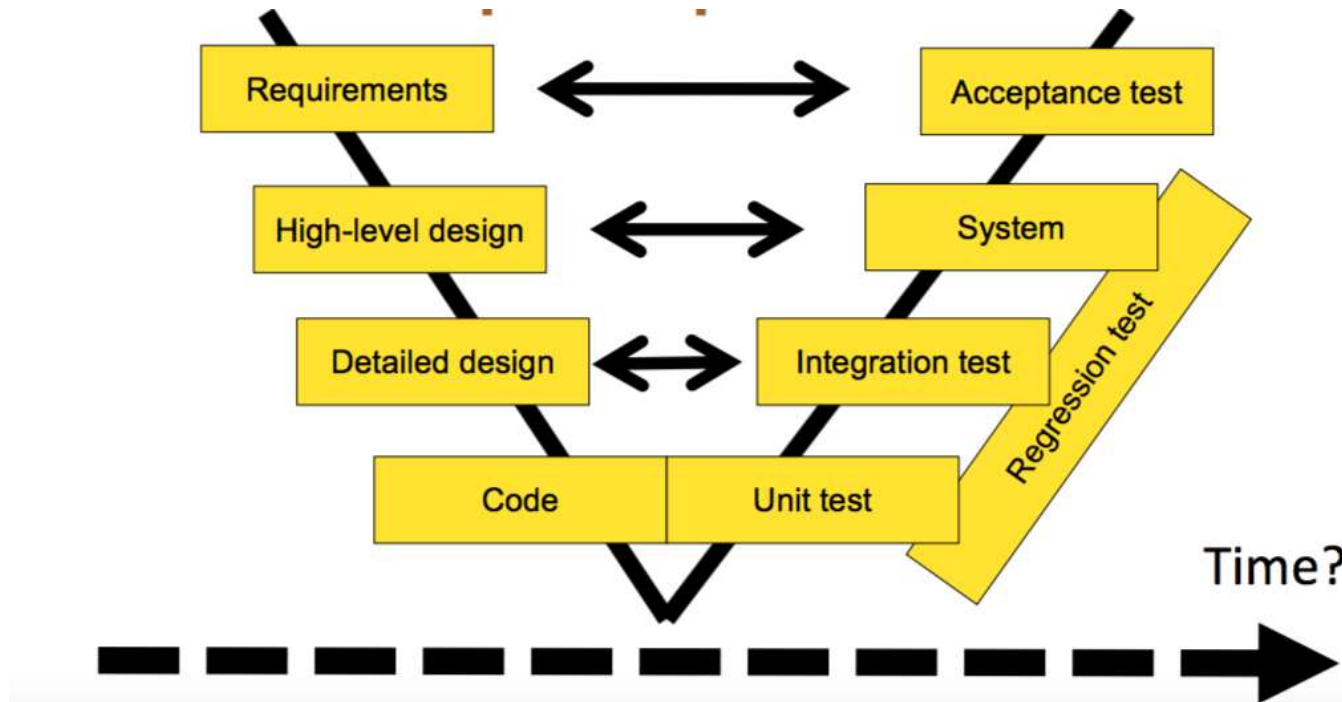 Requirements
Acceptance test
High-level design
System
Detailed design
Integration test
Regression test
Code
Unit test
Time?